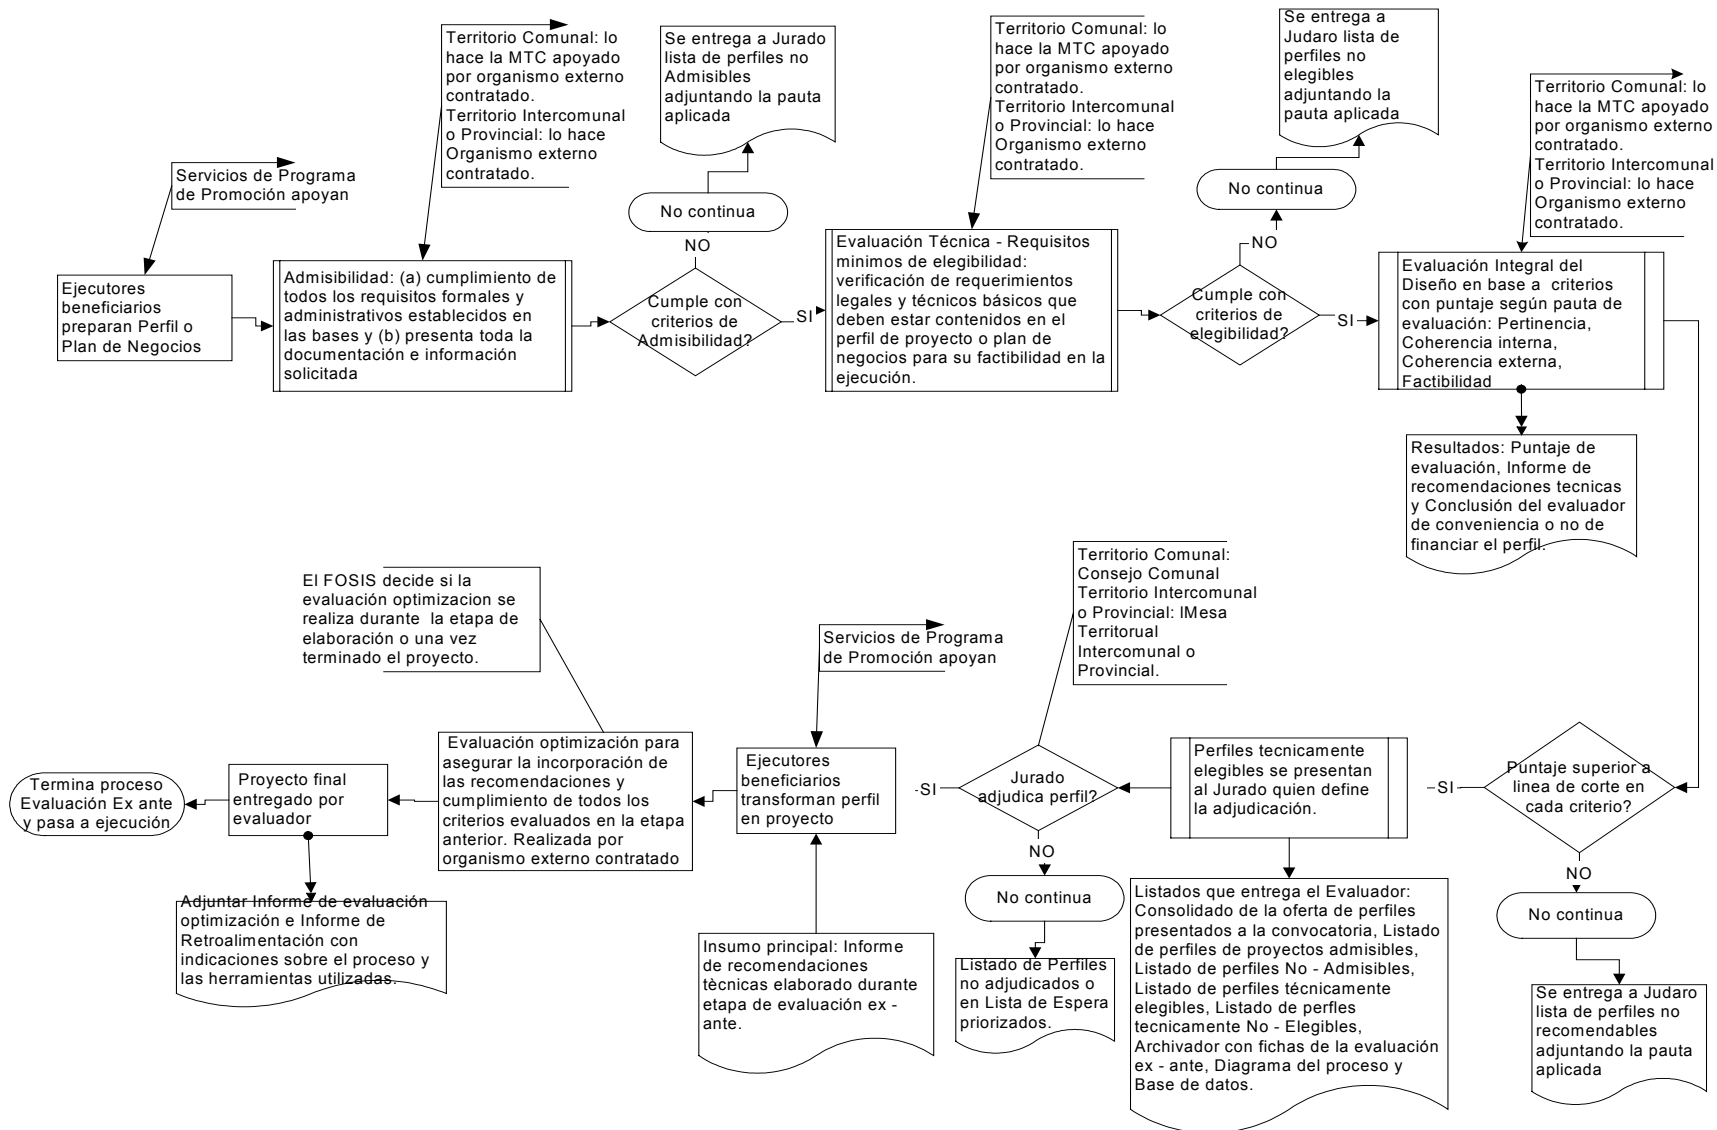 Servicios de Programa
de Promoción apoyan
Ejecutores
beneficiarios
preparan Perfil o
Plan de Negocios
Territorio Comunal: lo
hace la MTC apoyado
por organismo externo
contratado.
Territorio Intercomunal
o Provincial: lo hace
Organismo externo
contratado.
Admisibilidad: (a) cumplimiento de
todos los requisitos formales y
administrativos establecidos en
las bases y (b) presenta toda la
documentación e información
solicitada
Se entrega a Jurado
lista de perfiles no
Admisibles
adjuntando la pauta
aplicada
No continua
NO
Cumple con
criterios de
Admisibilidad?
SI
Territorio Comunal: lo
hace la MTC apoyado
por organismo externo
contratado.
Territorio Intercomunal
o Provincial: lo hace
Organismo externo
contratado.
Evaluación Técnica - Requisitos
minimos de elegibilidad:
verificación de requerimientos
legales y técnicos básicos que
deben estar contenidos en el
perfil de proyecto o plan de
negocios para su factibilidad en la
ejecución.
Se entrega a
Judaro lista de
perfiles no
elegibles
adjuntando la
pauta aplicada
No continua
NO
Cumple con
criterios de
elegibilidad?
SI
Territorio Comunal: lo
hace la MTC apoyado
por organismo externo
contratado.
Territorio Intercomunal
o Provincial: lo hace
Organismo externo
contratado.
Evaluación Integral del
Diseño en base a criterios
con puntaje según pauta de
evaluación: Pertinencia,
Coherencia interna,
Coherencia externa,
Factibilidad
Resultados: Puntaje de
evaluación, Informe de
recomendaciones tecnicas
y Conclusión del evaluador
de conveniencia o no de
financiar el perfil.
Puntaje superior a
linea de corte en
cada criterio?
SI
NO
No continua
Se entrega a Judaro
lista de perfiles no
recomendables
adjuntando la pauta
aplicada
Perfiles tecnicamente
elegibles se presentan
al Jurado quien define
la adjudicación.
Listados que entrega el Evaluador:
Consolidado de la oferta de perfiles
presentados a la convocatoria, Listado
de perfiles de proyectos admisibles,
Listado de perfiles No - Admisibles,
Listado de perfiles técnicamente
elegibles, Listado de perfles
tecnicamente No - Elegibles,
Archivador con fichas de la evaluación
ex - ante, Diagrama del proceso y
Base de datos.
Territorio Comunal:
Consejo Comunal
Territorio Intercomunal
o Provincial: lMesa
Territorual
Intercomunal o
Provincial.
Jurado
adjudica perfil?
SI
NO
No continua
Listado de Perfiles
no adjudicados o
en Lista de Espera
priorizados.
Servicios de Programa
de Promoción apoyan
Ejecutores
beneficiarios
transforman perfil
en proyecto
Insumo principal: Informe
de recomendaciones
tècnicas elaborado durante
etapa de evaluación ex -
ante.
El FOSIS decide si la
evaluación optimizacion se
realiza durante la etapa de
elaboración o una vez
terminado el proyecto.
Evaluación optimización para
asegurar la incorporación de
las recomendaciones y
cumplimiento de todos los
criterios evaluados en la etapa
anterior. Realizada por
organismo externo contratado
Proyecto final
entregado por
evaluador
Adjuntar Informe de evaluación
optimización e Informe de
Retroalimentación con
indicaciones sobre el proceso y
las herramientas utilizadas.
Termina proceso
Evaluación Ex ante
y pasa a ejecución